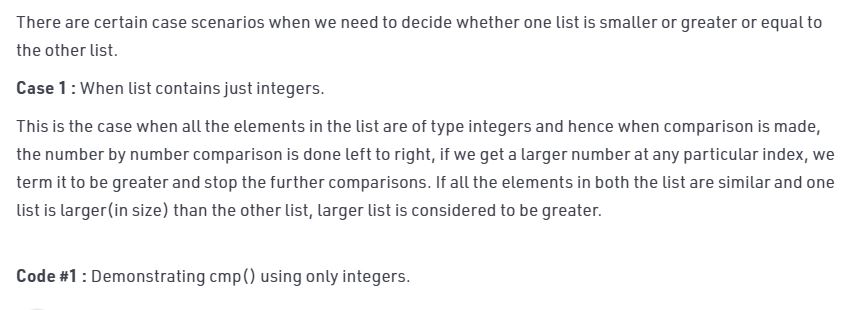 There are certain case scenarios when we need to decide whether one list is smaller or greater or equal to
the other list.
Case 1 : When list contains just integers.
This is the case when all the elements in the list are of type integers and hence when comparison is made,
the number by number comparison is done left to right, if we get a larger number at any particular index, we
term it to be greater and stop the further comparisons. If all the elements in both the list are similar and one
list is larger(in size) than the other list, larger list is considered to be greater.
Code #1 : Demonstrating cmp() using only integers.